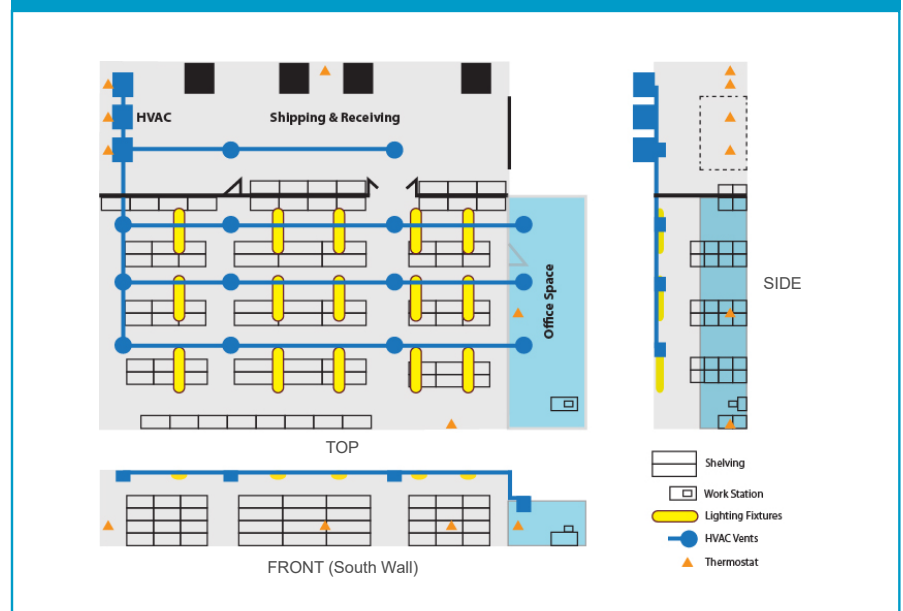 HVAC
Shipping & Receiving
Office Space
SIDE
TOP
Shelving
Work Station
Lighting Fixtures
HVAC Vents
Thermostat
FRONT (South Wall)